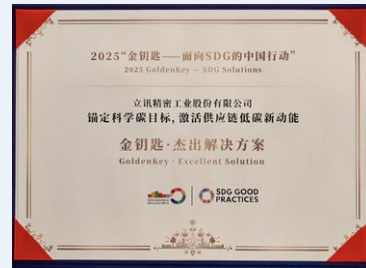 2025“金钥匙——面向SDG的中国行动”
2025 GoldenKey — SDG Solutions
立讯精密工业股份有限公司
锚定科学碳目标,激活供应链低碳新动能
金钥匙·杰出解决方案
GoldenKey · Excellent Solution
SDG GOOD
PRACTICES